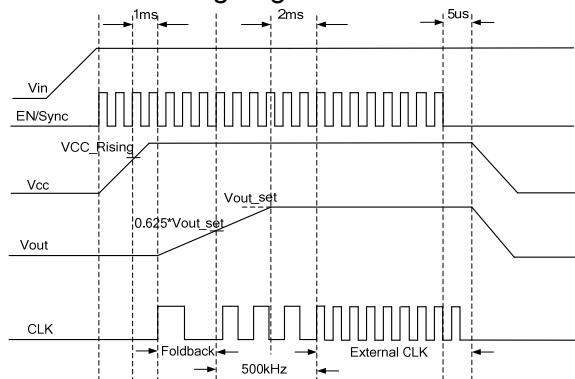 1ms
2ms
5us
Vin
EN/Sync
VCC_Rising
Vcc
Vout_set
0.625*Vout_set
Vout
CLK
Foldback
External CLK
500kHz